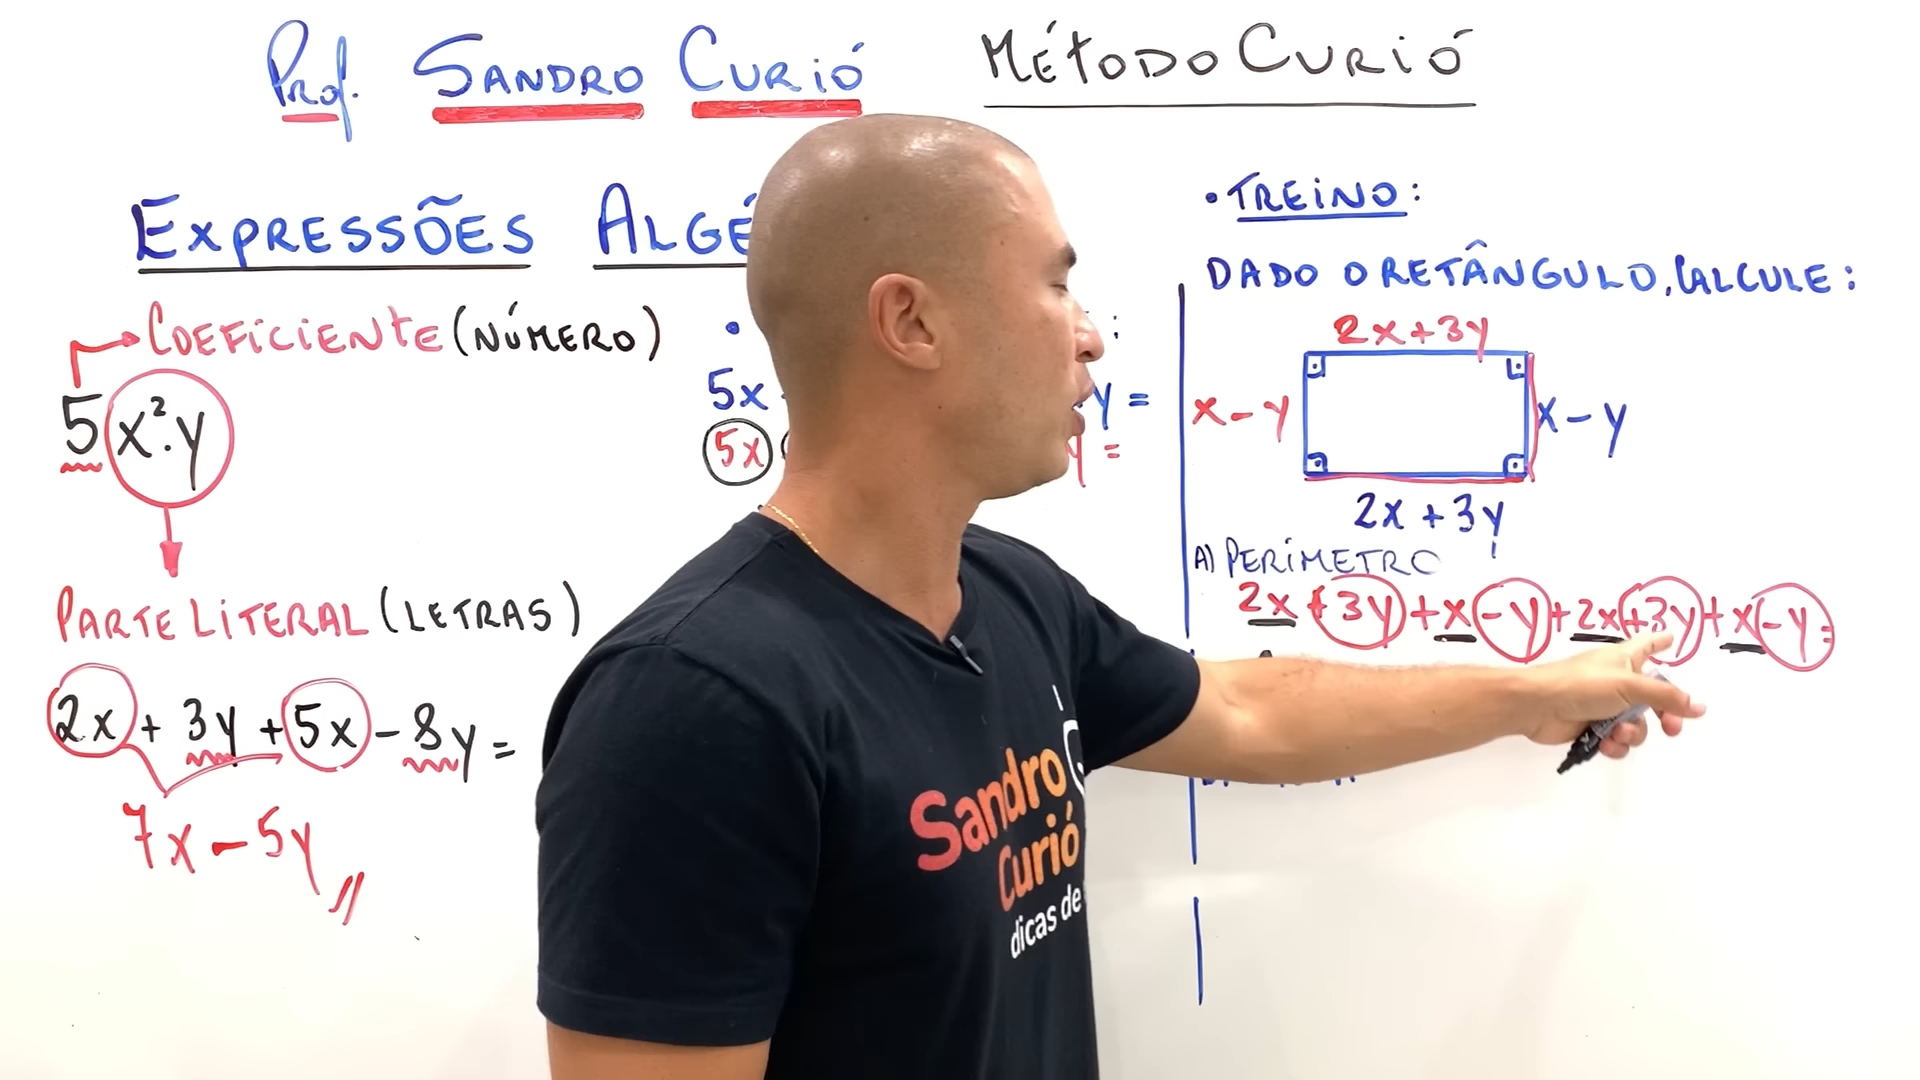 Prof. SANDRO CURIÓ MÉTODO CURIÓ
EXPRESSÕES ALGÉ
COEFICIENTE (NÚMERO)
5x².y
PARTE LITERAL (LETRAS)
2x + 3y + 5x - 8y =
7x - 5y //
• :
5x y =
5x y =
• TREINO:
DADO O RETÂNGULO, CALCULE:
2x + 3y
x - y x - y
2x + 3y
A) PERÍMETRO
2x + 3y + x - y + 2x + 3y + x - y =
Sandro
Curió
dicas de